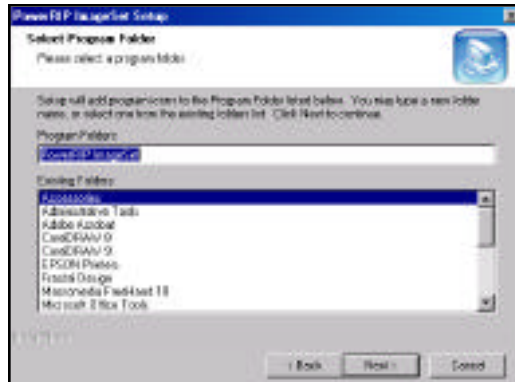 PowerRIP ImageSet Setup
Select Program Folder
Please select a program folder.
Setup will add program icons to the Program Folder listed below. You may type a new folder
name, or select one from the existing folders list. Click Next to continue.
Program Folders:
PowerRIP ImageSet
Existing Folders:
Accessories
Administrative Tools
Adobe Acrobat
CorelDRAW 8
CorelDRAW 9
EPSON Printers
Fractal Design
Macromedia FreeHand 10
Microsoft Office Tools
< Back
Next >
Cancel